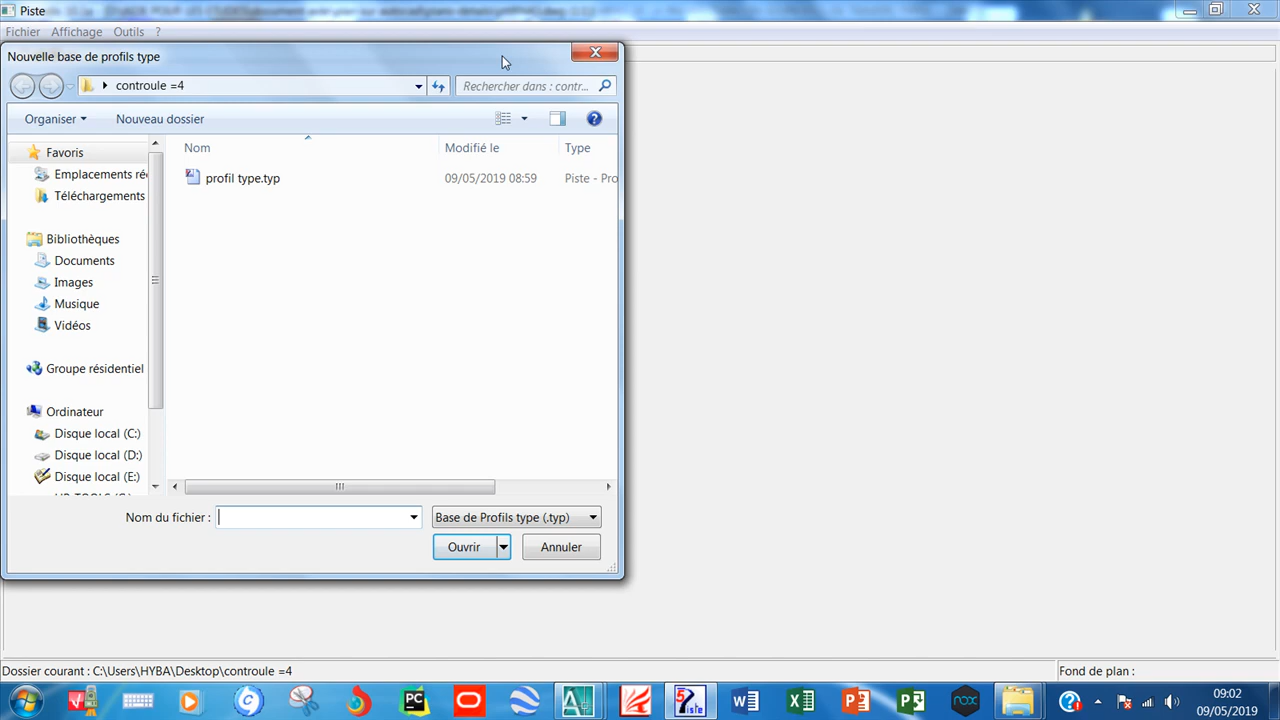 Piste
Fichier Affichage Outils ?
Nouvelle base de profils type
controule =4
Rechercher dans : contr...
Organiser Nouveau dossier
Nom Modifié le Type
profil type.typ 09/05/2019 08:59 Piste - Pro
Favoris
Emplacements ré
Téléchargements
Bibliothèques
Documents
Images
Musique
Vidéos
Groupe résidentiel
Ordinateur
Disque local (C:)
Disque local (D:)
Disque local (E:)
Nom du fichier :
Base de Profils type (.typ)
Ouvrir Annuler
Dossier courant : C:\Users\HYBA\Desktop\controule =4
Fond de plan :
09:02
09/05/2019